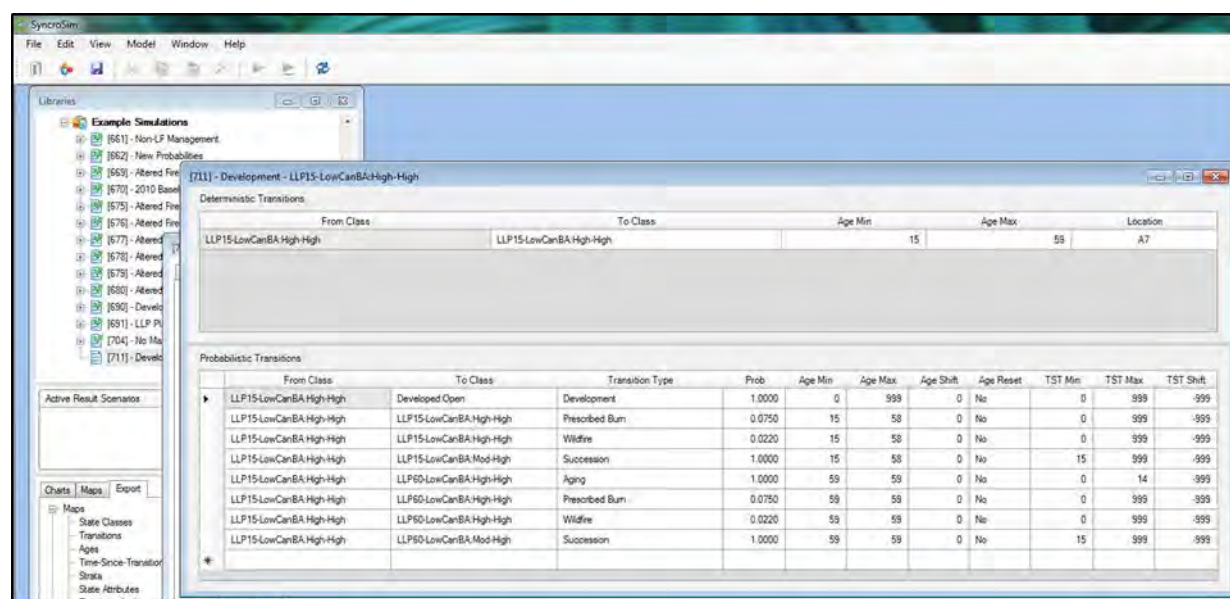 SyncroSim
File Edit View Model Window Help
Libraries
Example Simulations
[661] - Non-LF Management
[662] - New Probabilities
[669] - Altered Fire
[670] - 2010 Basel
[675] - Altered Fire
[676] - Altered Fire
[677] - Altered
[678] - Altered
[679] - Altered
[680] - Altered
[690] - Develo
[691] - LLP Pl
[704] - No Ma
[711] - Develo
Active Result Scenarios
Charts Maps Export
Maps
State Classes
Transitions
Ages
Time-Since-Transition
Strata
State Attributes
[711] - Development - LLP15-LowCanBA:High-High
Deterministic Transitions
From Class To Class Age Min Age Max Location
LLP15-LowCanBA:High-High LLP15-LowCanBA:High-High 15 59 A7
Probabilistic Transitions
From Class To Class Transition Type Prob Age Min Age Max Age Shift Age Reset TST Min TST Max TST Shift
LLP15-LowCanBA:High-High Developed Open Development 1.0000 0 999 0 No 0 999 -999
LLP15-LowCanBA:High-High LLP15-LowCanBA:High-High Prescribed Burn 0.0750 15 58 0 No 0 999 -999
LLP15-LowCanBA:High-High LLP15-LowCanBA:High-High Wildfire 0.0220 15 58 0 No 0 999 -999
LLP15-LowCanBA:High-High LLP15-LowCanBA:Mod-High Succession 1.0000 15 58 0 No 15 999 -999
LLP15-LowCanBA:High-High LLP60-LowCanBA:High-High Aging 1.0000 59 59 0 No 0 14 -999
LLP15-LowCanBA:High-High LLP60-LowCanBA:High-High Prescribed Burn 0.0750 59 59 0 No 0 999 -999
LLP15-LowCanBA:High-High LLP60-LowCanBA:High-High Wildfire 0.0220 59 59 0 No 0 999 -999
LLP15-LowCanBA:High-High LLP60-LowCanBA:Mod-High Succession 1.0000 59 59 0 No 15 999 -999